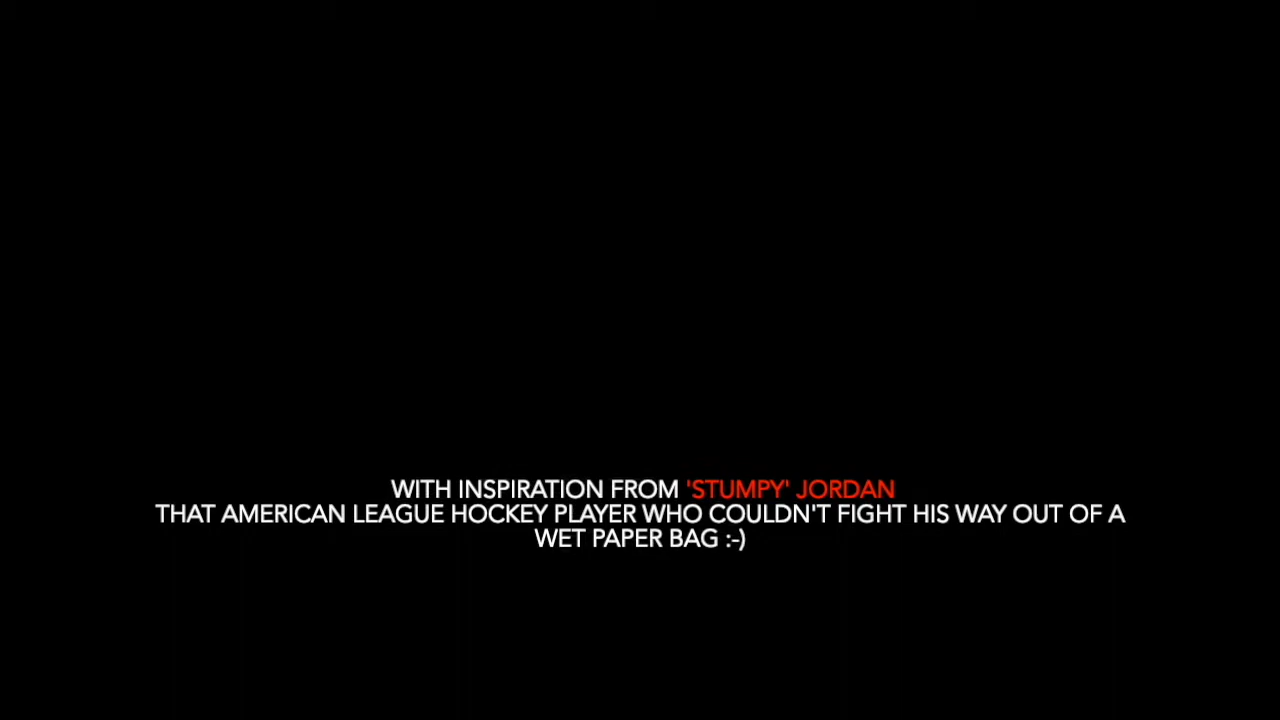 WITH INSPIRATION FROM 'STUMPY' JORDAN
THAT AMERICAN LEAGUE HOCKEY PLAYER WHO COULDN'T FIGHT HIS WAY OUT OF A
WET PAPER BAG :-)